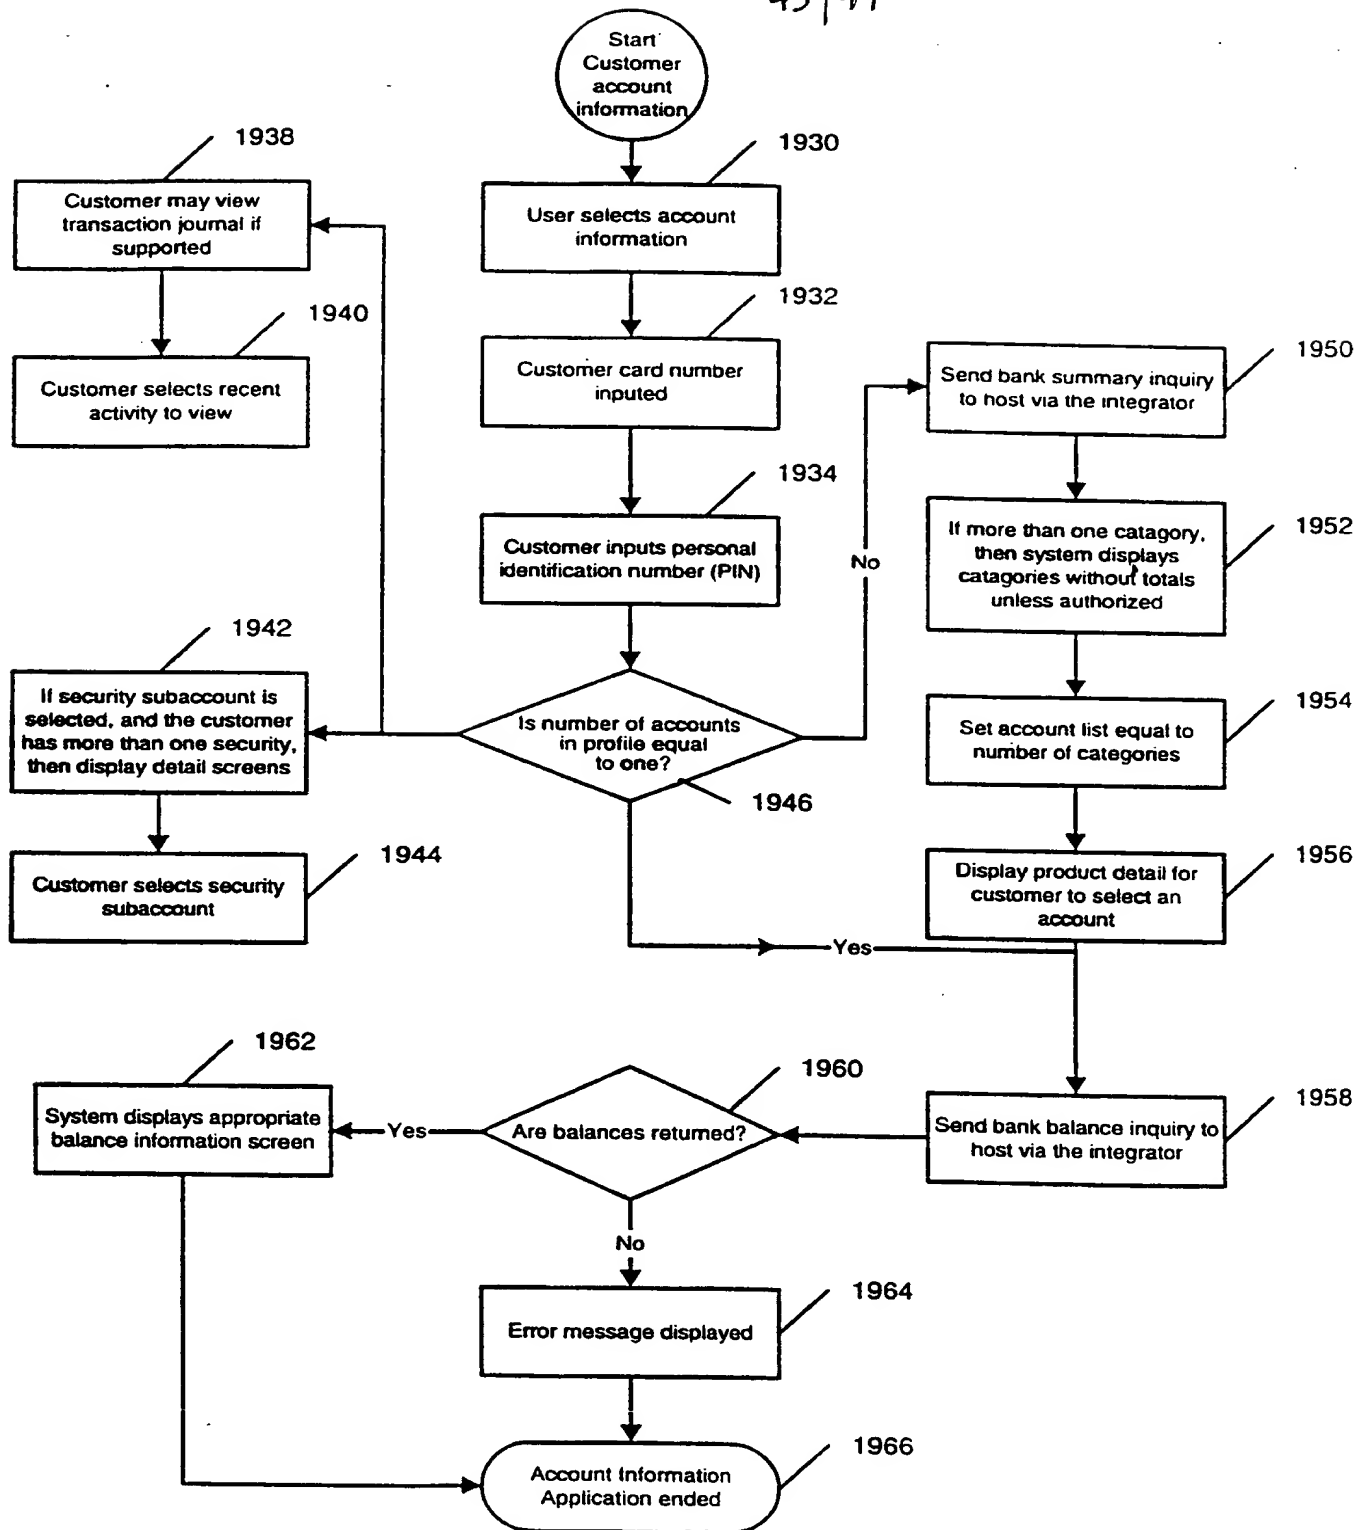 Start
Customer
account
information
1930
User selects account
information
1932
Customer card number
inputed
1934
Customer inputs personal
identification number (PIN)
1938
Customer may view
transaction journal if
supported
1940
Customer selects recent
activity to view
1942
If security subaccount is
selected, and the customer
has more than one security,
then display detail screens
1944
Customer selects security
subaccount
Is number of accounts
in profile equal
to one?
1946
No
Yes
1950
Send bank summary inquiry
to host via the integrator
1952
If more than one catagory,
then system displays
catagories without totals
unless authorized
1954
Set account list equal to
number of categories
1956
Display product detail for
customer to select an
account
1958
Send bank balance inquiry to
host via the integrator
1960
Are balances returned?
Yes
No
1962
System displays appropriate
balance information screen
1964
Error message displayed
1966
Account Information
Application ended